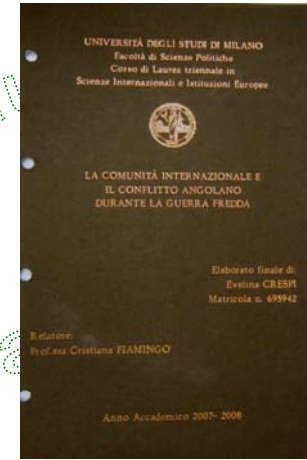 UNIVERSITÀ DEGLI STUDI DI MILANO
Facoltà di Scienze Politiche
Corso di Laurea triennale in
Scienze Internazionali e Istituzioni Europee
LA COMUNITÀ INTERNAZIONALE E
IL CONFLITTO ANGOLANO
DURANTE LA GUERRA FREDDA
Elaborato finale di:
Evelina CRESPI
Matricola n. 695942
Relatore:
Prof.ssa Cristiana FIAMINGO
Anno Accademico 2007- 2008